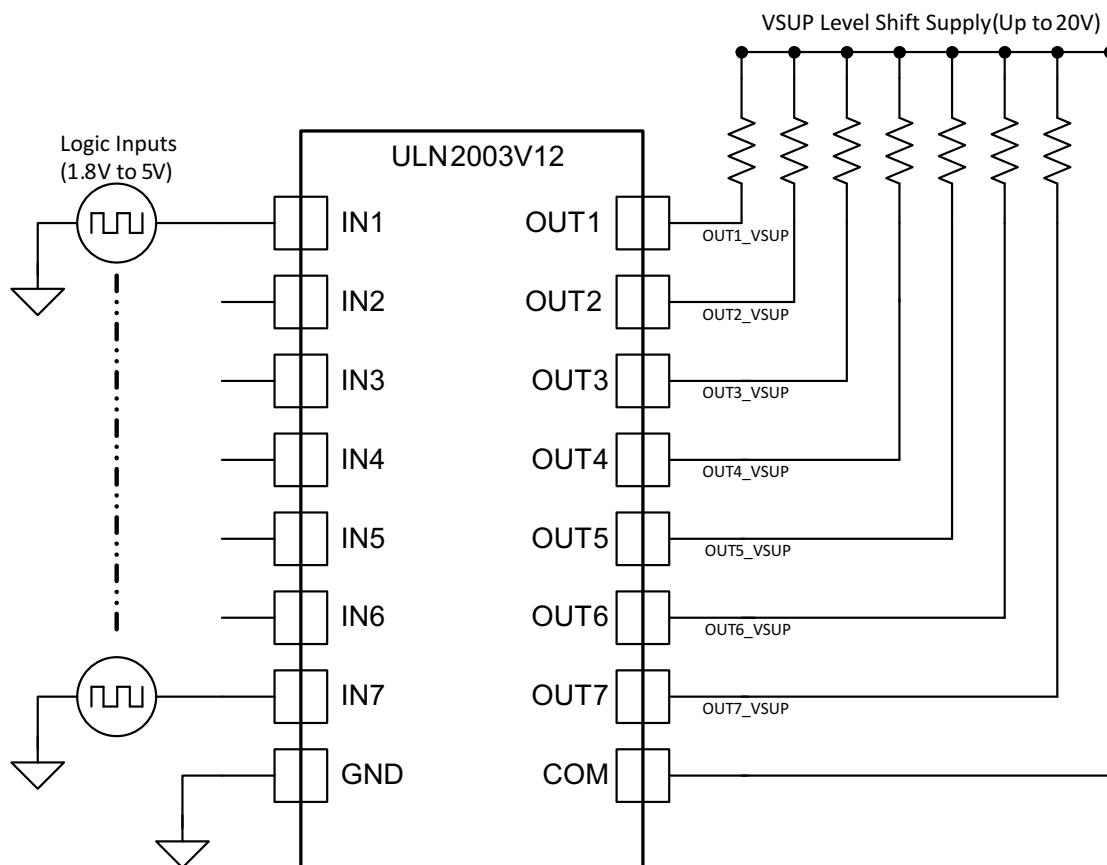 VSUP Level Shift Supply(Up to 20V)
Logic Inputs
(1.8V to 5V)
ULN2003V12
IN1
OUT1
OUT1_VSUP
IN2
OUT2
OUT2_VSUP
IN3
OUT3
OUT3_VSUP
IN4
OUT4
OUT4_VSUP
IN5
OUT5
OUT5_VSUP
IN6
OUT6
OUT6_VSUP
IN7
OUT7
OUT7_VSUP
GND
COM